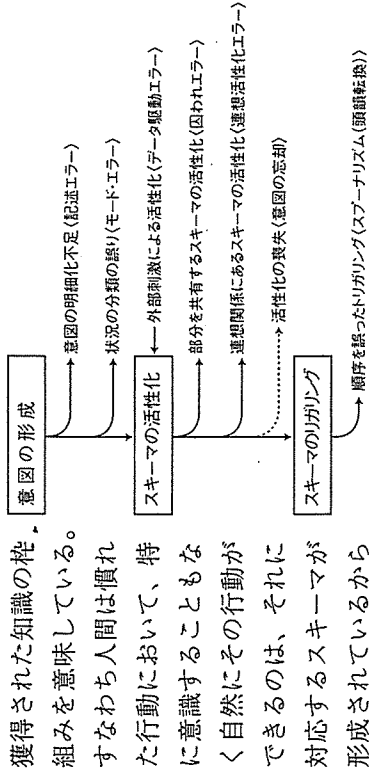 意図の形成
意図の明細化不足〈記述エラー〉
状況の分類の誤り〈モード・エラー〉
スキーマの活性化
外部刺激による活性化〈データ駆動エラー〉
部分を共有するスキーマの活性化〈囚われエラー〉
連想関係にあるスキーマの活性化〈連想活性化エラー〉
活性化の喪失〈意図の忘却〉
スキーマのリガリング
順序を誤ったトリガリング〈スプーナリズム(頭韻転換)〉
獲得された知識の枠
組みを意味している。
すなわち人間は慣れ
た行動において、特
に意識することもな
く自然にその行動が
できるのは、それに
対応するスキーマが
形成されているから